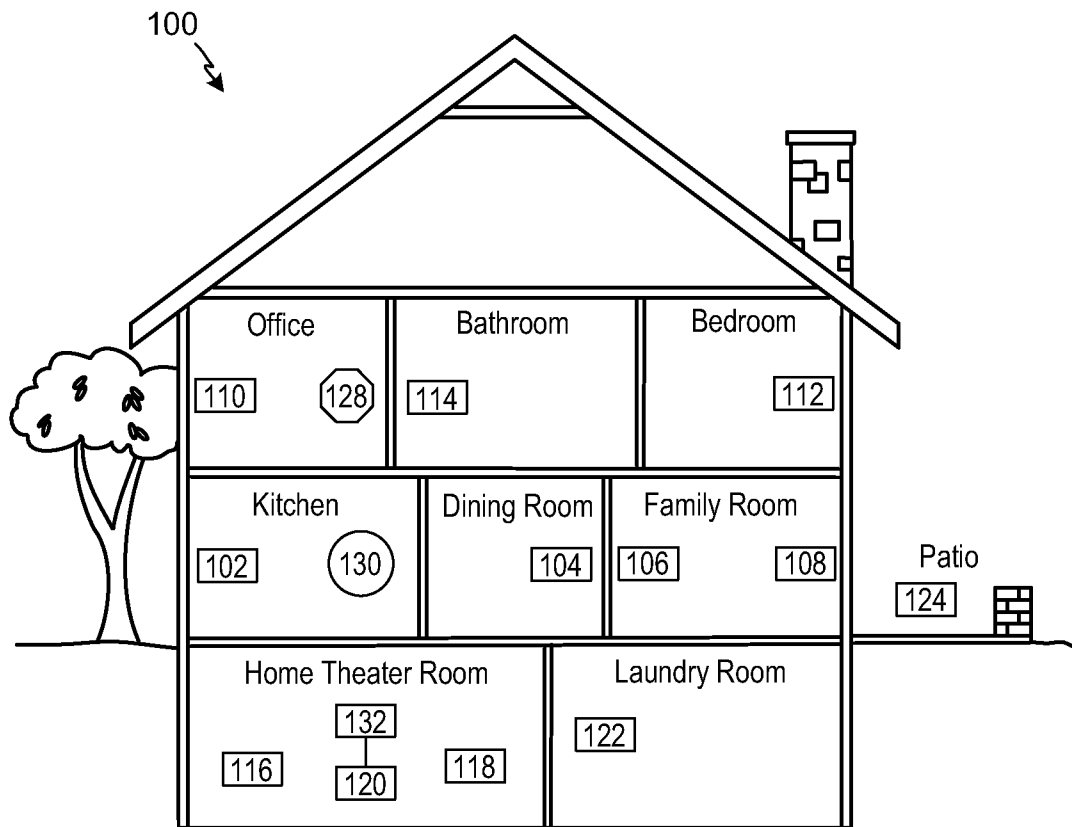 100
Office
Bathroom
Bedroom
110
128
114
112
Kitchen
Dining Room
Family Room
102
130
104
106
108
Patio
124
Home Theater Room
Laundry Room
132
122
116
120
118